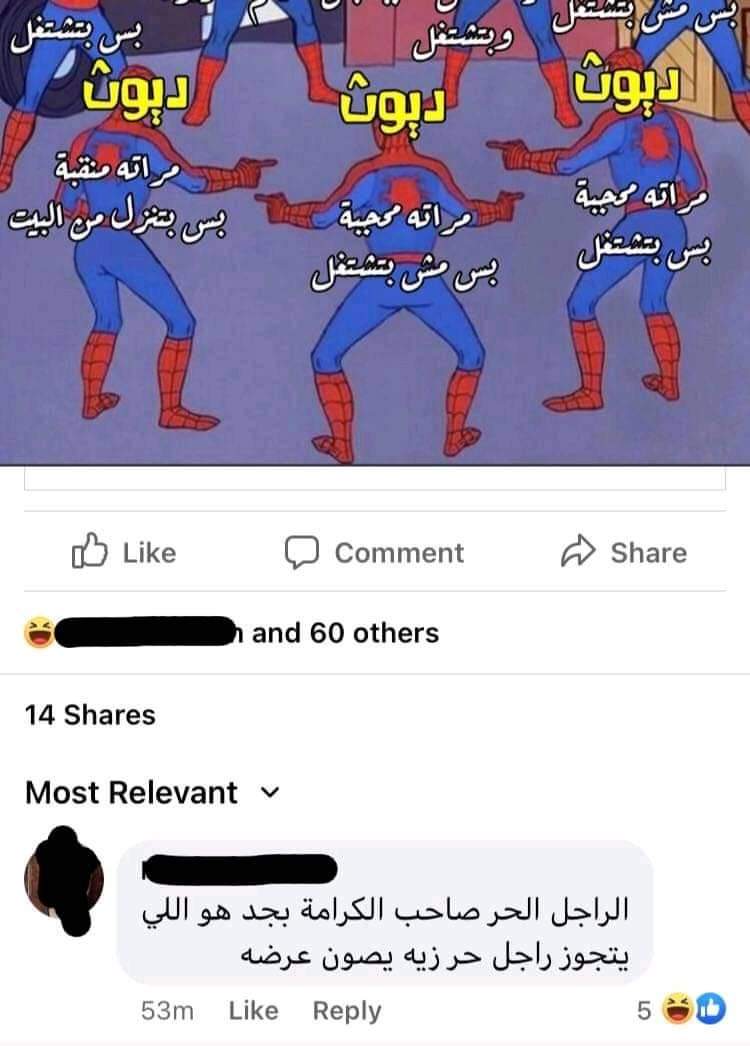 بس مش بتشتغل
وبتشتغل
بس بتشتغل
ديوث
ديوث
ديوث
مراته محجبة
بس بتشتغل
مراته محجبة
بس مش بتشتغل
مراته منقبة
بس بتنزل من البيت
Like
Comment
Share
and 60 others
14 Shares
Most Relevant
الراجل الحر صاحب الكرامة بجد هو اللي
يتجوز راجل حر زيه يصون عرضه
53m Like Reply 5